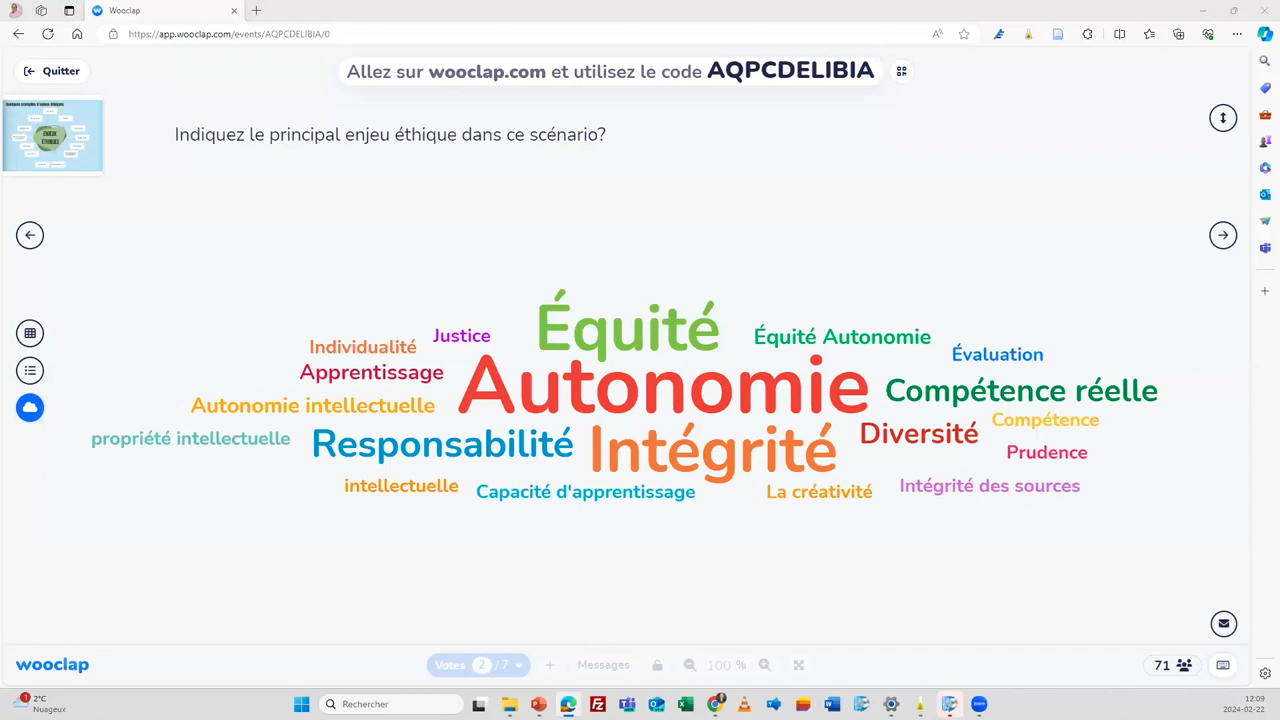 Wooclap
https://app.wooclap.com/events/AQPCDELIBIA/0
Quitter
Allez sur wooclap.com et utilisez le code AQPCDELIBIA
ENJEUX
ÉTHIQUES
Indiquez le principal enjeu éthique dans ce scénario?
Équité
Justice
Équité Autonomie
Individualité
Évaluation
Apprentissage
Autonomie
Compétence réelle
Autonomie intellectuelle
Compétence
propriété intellectuelle
Responsabilité
Intégrité
Diversité
Prudence
intellectuelle
Capacité d'apprentissage
La créativité
Intégrité des sources
wooclap
Votes 2 / 7
Messages
100 %
71
1
2°C
Nuageux
Rechercher
12:09
2024-02-22